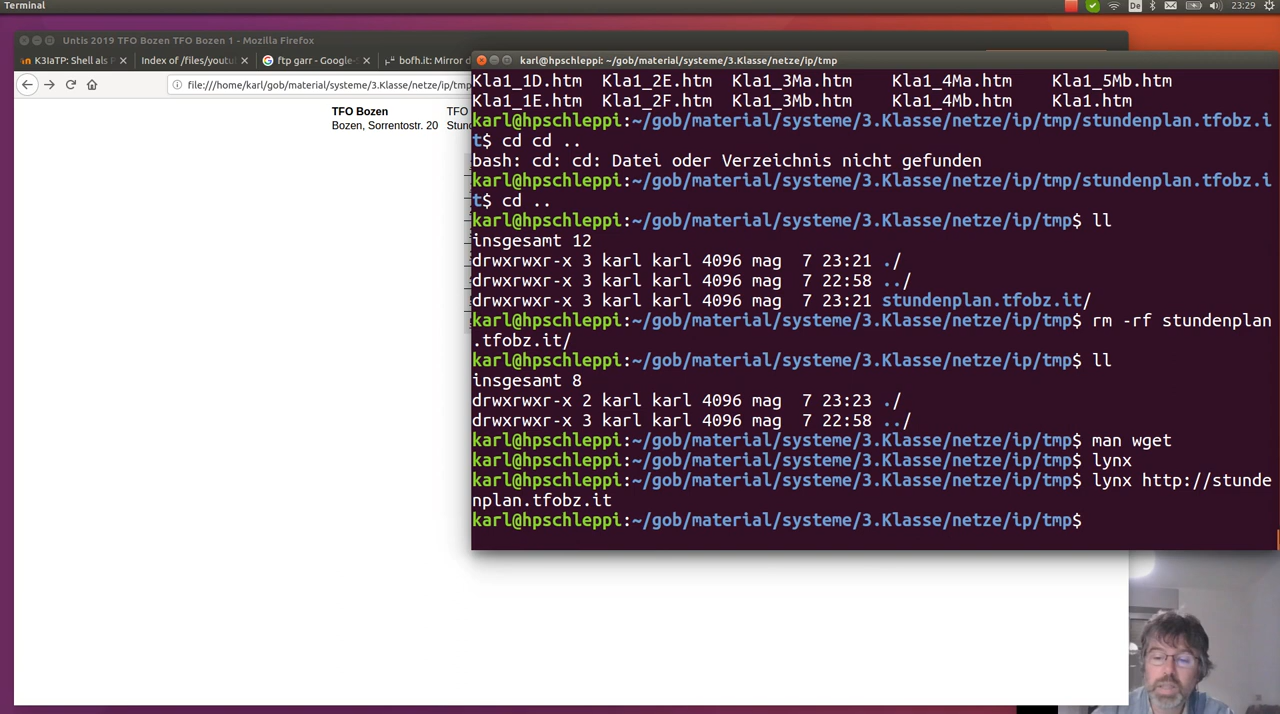 Terminal
De
23:29
Untis 2019 TFO Bozen TFO Bozen 1 - Mozilla Firefox
K3IaTP: Shell als F
Index of /files/youtu
ftp garr - Google-S
bofh.it: Mirror d
file:///home/karl/gob/material/systeme/3.Klasse/netze/ip/tmp
TFO Bozen
TFO
Bozen, Sorrentostr. 20
Stun
karl@hpschleppi: ~/gob/material/systeme/3.Klasse/netze/ip/tmp
Kla1_1D.htm Kla1_2E.htm Kla1_3Ma.htm Kla1_4Ma.htm Kla1_5Mb.htm
Kla1_1E.htm Kla1_2F.htm Kla1_3Mb.htm Kla1_4Mb.htm Kla1.htm
karl@hpschleppi:~/gob/material/systeme/3.Klasse/netze/ip/tmp/stundenplan.tfobz.i
t$ cd cd ..
bash: cd: cd: Datei oder Verzeichnis nicht gefunden
karl@hpschleppi:~/gob/material/systeme/3.Klasse/netze/ip/tmp/stundenplan.tfobz.i
t$ cd ..
karl@hpschleppi:~/gob/material/systeme/3.Klasse/netze/ip/tmp$ ll
insgesamt 12
drwxrwxr-x 3 karl karl 4096 mag 7 23:21 ./
drwxrwxr-x 3 karl karl 4096 mag 7 22:58 ../
drwxrwxr-x 3 karl karl 4096 mag 7 23:21 stundenplan.tfobz.it/
karl@hpschleppi:~/gob/material/systeme/3.Klasse/netze/ip/tmp$ rm -rf stundenplan
.tfobz.it/
karl@hpschleppi:~/gob/material/systeme/3.Klasse/netze/ip/tmp$ ll
insgesamt 8
drwxrwxr-x 2 karl karl 4096 mag 7 23:23 ./
drwxrwxr-x 3 karl karl 4096 mag 7 22:58 ../
karl@hpschleppi:~/gob/material/systeme/3.Klasse/netze/ip/tmp$ man wget
karl@hpschleppi:~/gob/material/systeme/3.Klasse/netze/ip/tmp$ lynx
karl@hpschleppi:~/gob/material/systeme/3.Klasse/netze/ip/tmp$ lynx http://stunde
nplan.tfobz.it
karl@hpschleppi:~/gob/material/systeme/3.Klasse/netze/ip/tmp$